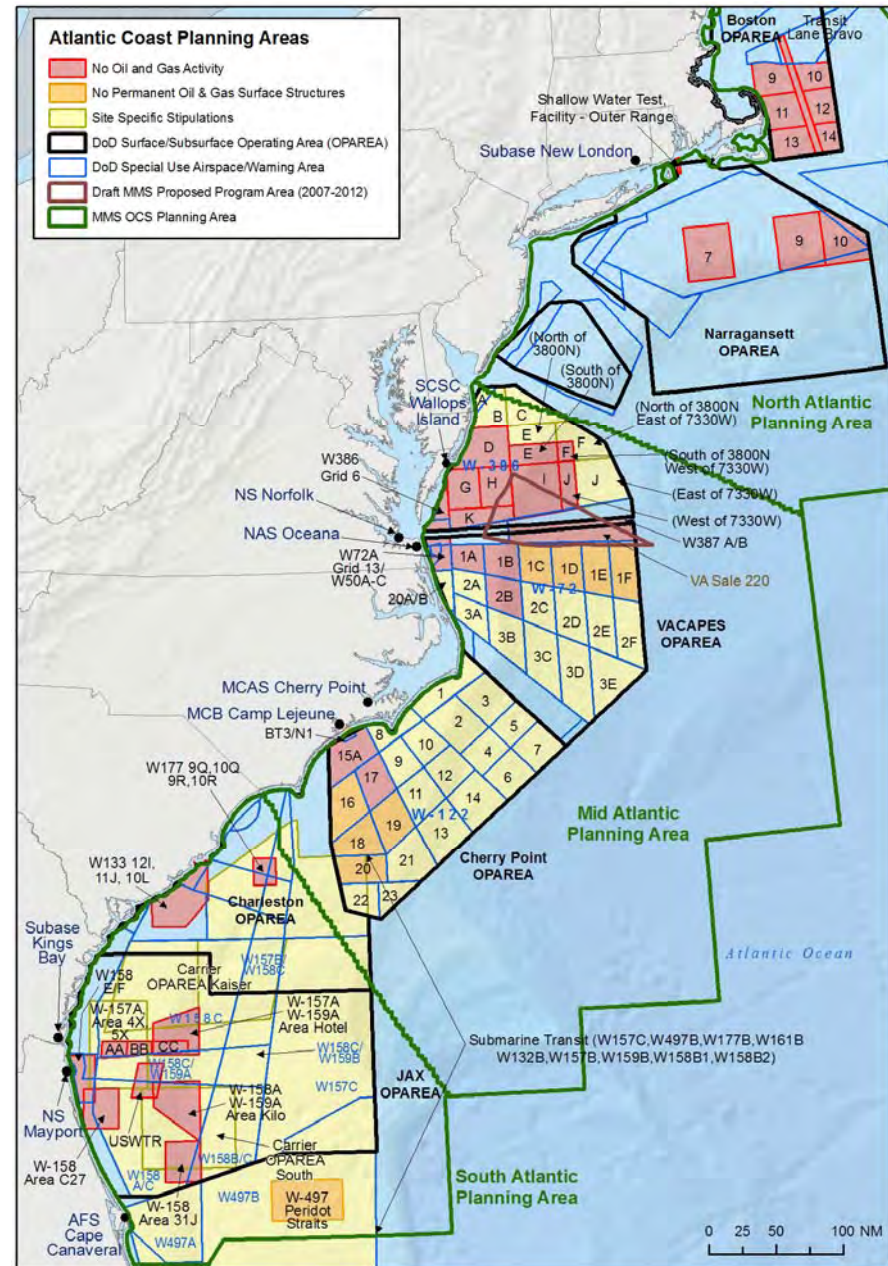 Atlantic Coast Planning Areas
No Oil and Gas Activity
No Permanent Oil & Gas Surface Structures
Site Specific Stipulations
DoD Surface/Subsurface Operating Area (OPAREA)
DoD Special Use Airspace/Warning Area
Draft MMS Proposed Program Area (2007-2012)
MMS OCS Planning Area
Boston
OPAREA
Transit
Lane Bravo
9
10
11
12
13
14
Shallow Water Test,
Facility - Outer Range
Subase New London
7
9
10
Narragansett
OPAREA
North Atlantic
Planning Area
(North of
3800N)
(South of
3800N)
SCSC
Wallops
Island
A
B
C
D
E
E
F
F
G
H
I
J
J
K
W-386
(North of 3800N
East of 7330W)
(South of 3800N
West of 7330W)
(East of 7330W)
(West of 7330W)
W387 A/B
VA Sale 220
W386
Grid 6
NS Norfolk
NAS Oceana
W72A
Grid 13/
W50A-C
20A/B
1A
1B
1C
1D
1E
1F
W-72
2A
2B
2C
2D
2E
2F
3A
3B
3C
3D
3E
VACAPES
OPAREA
MCAS Cherry Point
MCB Camp Lejeune
BT3/N1
1
2
3
4
5
6
7
8
9
10
11
12
13
14
15A
16
17
18
19
20
21
22
23
W-122
Cherry Point
OPAREA
Mid Atlantic
Planning Area
W177 9Q,10Q
9R,10R
W133 12I,
11J, 10L
Charleston
OPAREA
Subase
Kings
Bay
W158
E/F
Carrier
OPAREA Kaiser
W157B/
W158C
W-157A,
Area 4X
5X
W158C
W-157A
W-159A
Area Hotel
AA
BB
CC
W158C/
W159A
W158C/
W159B
W157C
W-158A
W-159A
Area Kilo
JAX
OPAREA
NS
Mayport
USWTR
W-158
Area C27
W158
A/C
W158B/C
Carrier
OPAREA
South
W-158
Area 31J
W497B
W-497
Peridot
Straits
W497A
AFS
Cape
Canaveral
Submarine Transit (W157C,W497B,W177B,W161B
W132B,W157B,W159B,W158B1,W158B2)
South Atlantic
Planning Area
Atlantic Ocean
0 50 100 NM